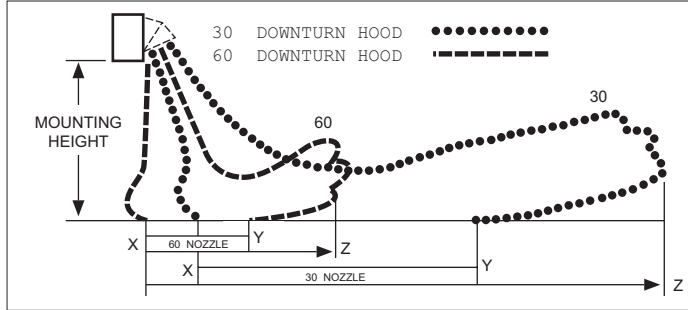 30 DOWNTURN HOOD
60 DOWNTURN HOOD
MOUNTING
HEIGHT
60
30
X
60 NOZZLE
Y
Z
X
30 NOZZLE
Y
Z